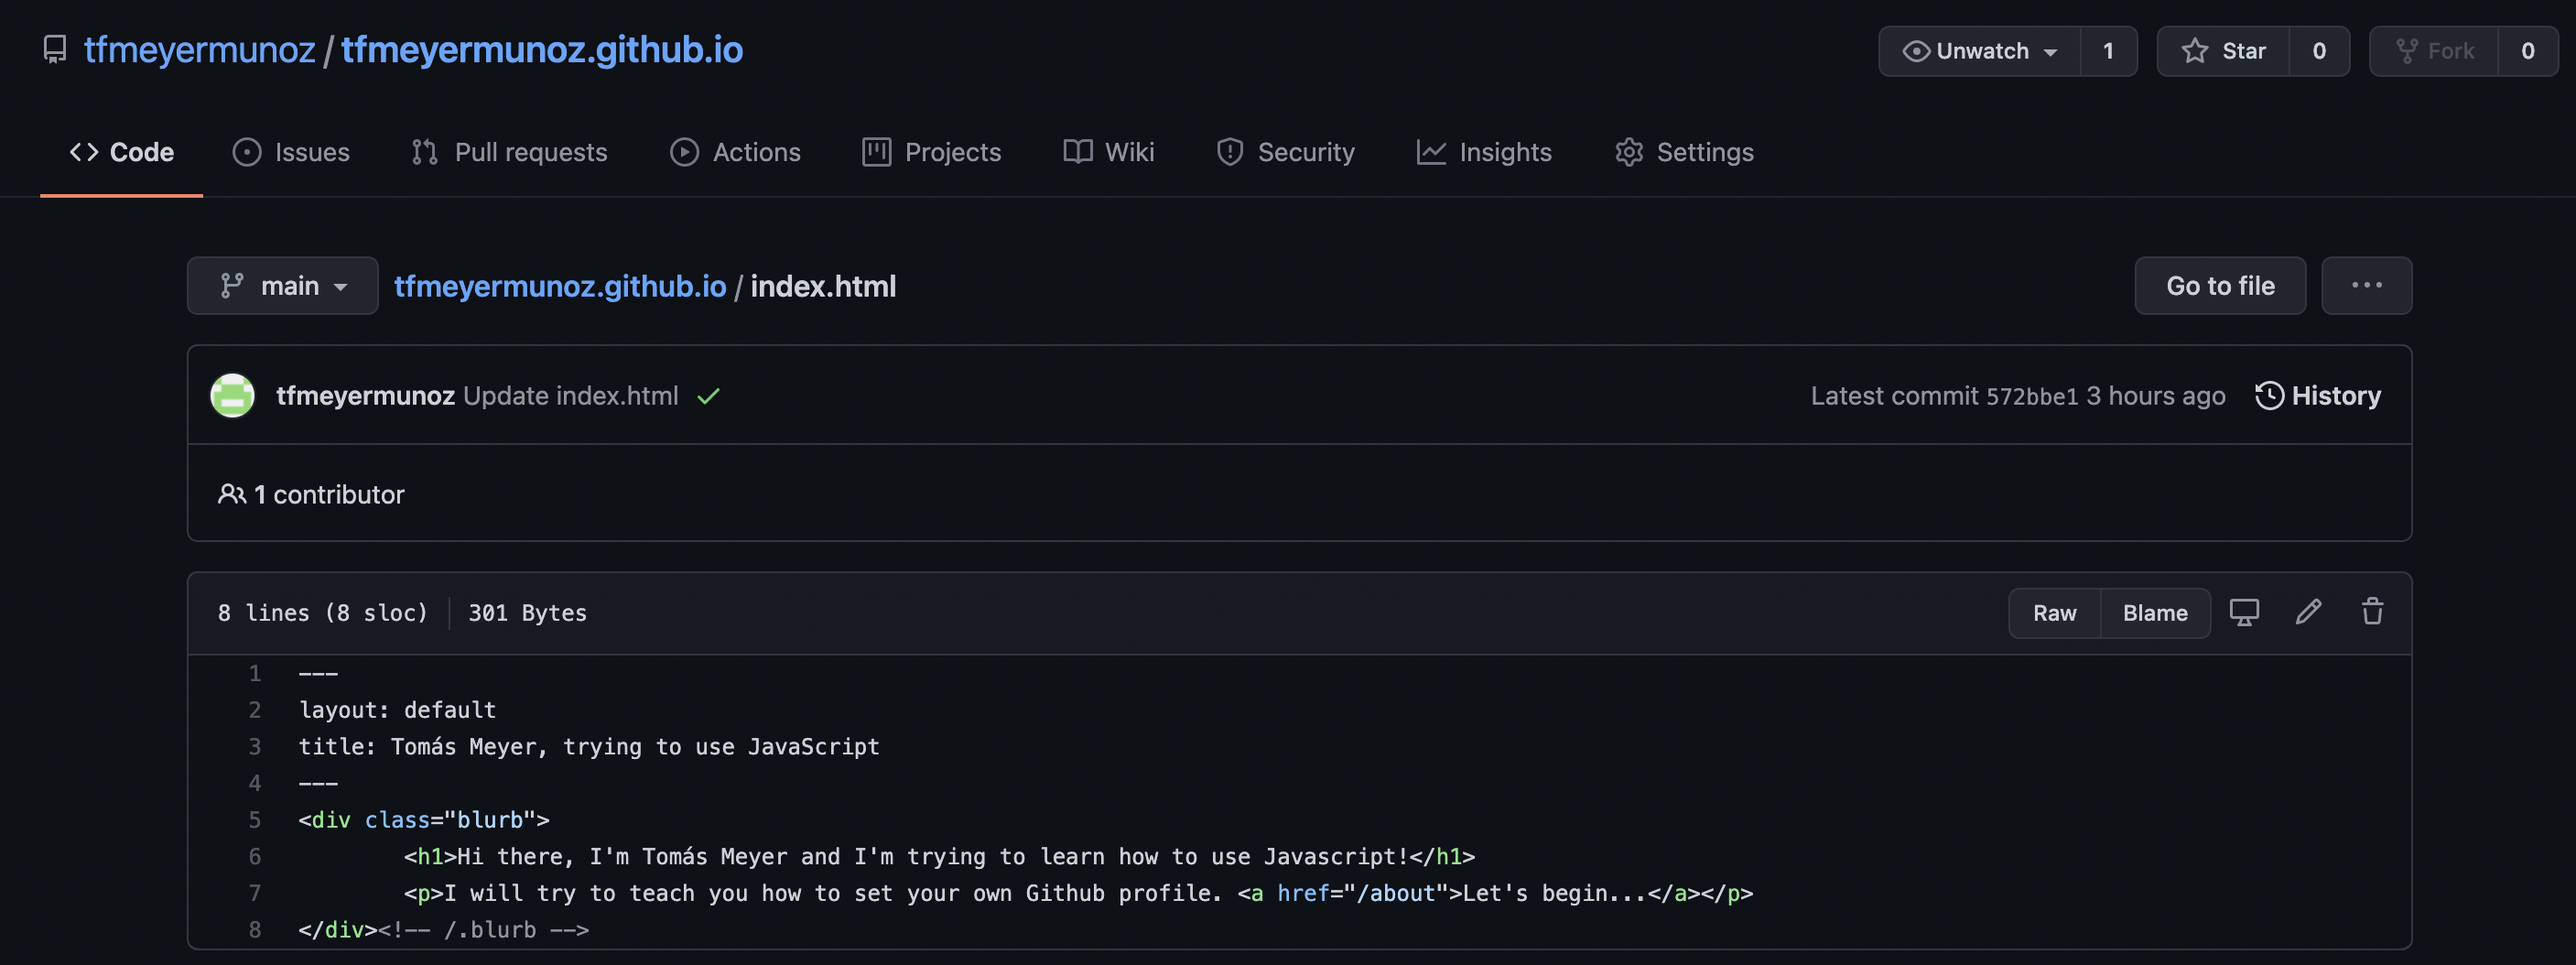 tfmeyermunoz / tfmeyermunoz.github.io
Unwatch 1 Star 0 Fork 0
Code Issues Pull requests Actions Projects Wiki Security Insights Settings
main tfmeyermunoz.github.io / index.html Go to file ...
tfmeyermunoz Update index.html Latest commit 572bbe1 3 hours ago History
1 contributor
8 lines (8 sloc) 301 Bytes Raw Blame
1 ---
2 layout: default
3 title: Tomás Meyer, trying to use JavaScript
4 ---
5 <div class="blurb">
6 <h1>Hi there, I'm Tomás Meyer and I'm trying to learn how to use Javascript!</h1>
7 <p>I will try to teach you how to set your own Github profile. <a href="/about">Let's begin...</a></p>
8 </div><!-- /.blurb -->